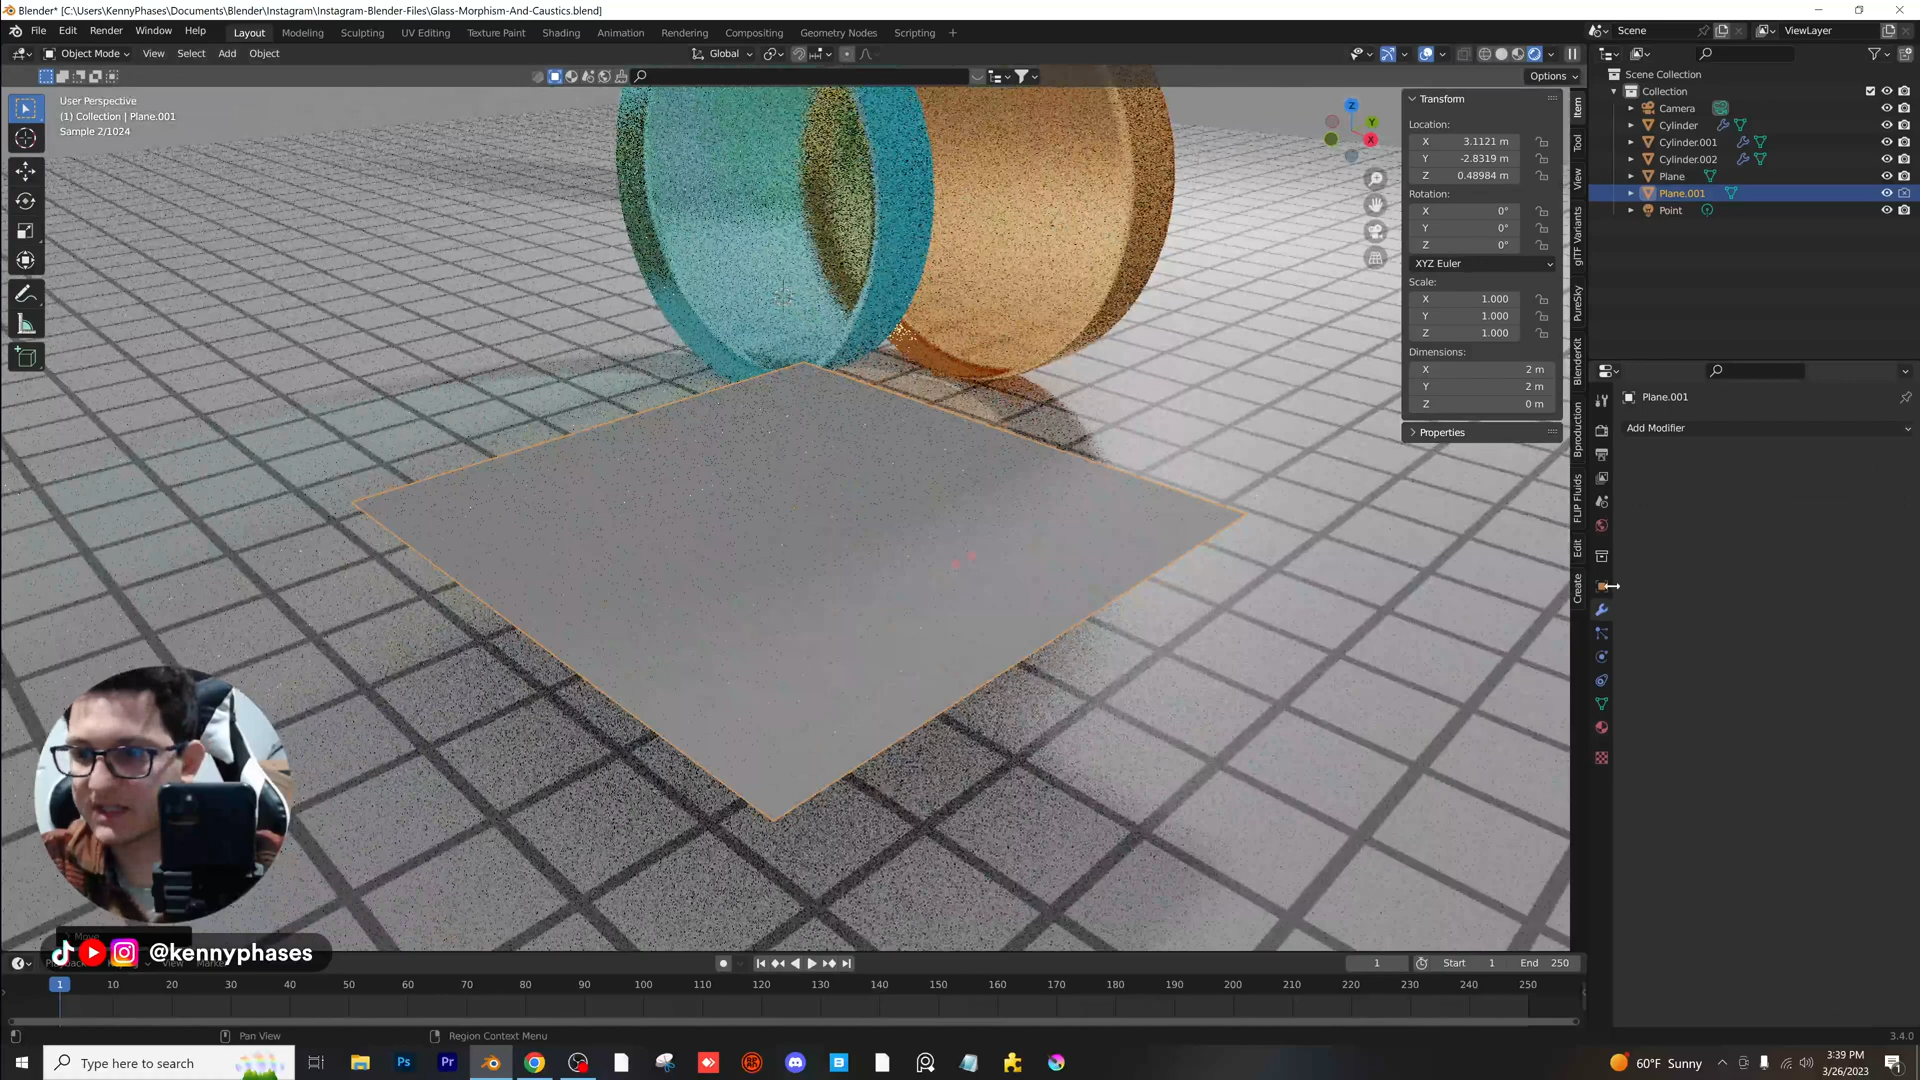 Blender* [C:\Users\KennyPhases\Documents\Blender\Instagram\Instagram-Blender-Files\Glass-Morphism-And-Caustics.blend]
File Edit Render Window Help Layout Modeling Sculpting UV Editing Texture Paint Shading Animation Rendering Compositing Geometry Nodes Scripting + Scene ViewLayer
Object Mode View Select Add Object Global
Options
User Perspective
(1) Collection | Plane.001
Sample 2/1024
Z
Y
X
Transform
Location:
X 3.1121 m
Y -2.8319 m
Z 0.48984 m
Rotation:
X 0°
Y 0°
Z 0°
XYZ Euler
Scale:
X 1.000
Y 1.000
Z 1.000
Dimensions:
X 2 m
Y 2 m
Z 0 m
Properties
Item
Tool
View
glTF Variants
PureSky
BlenderKit
Bproduction
FLIP Fluids
Edit
Create
Scene Collection
Collection
Camera
Cylinder
Cylinder.001
Cylinder.002
Plane
Plane.001
Point
Plane.001
Add Modifier
Move
@kennyphases
View
1 Start 1 End 250
1 10 20 30 40 50 60 70 80 90 100 110 120 130 140 150 160 170 180 190 200 210 220 230 240 250
Pan View Region Context Menu 3.4.0
Type here to search Ps Pr 60°F Sunny
3:39 PM
3/26/2023
1